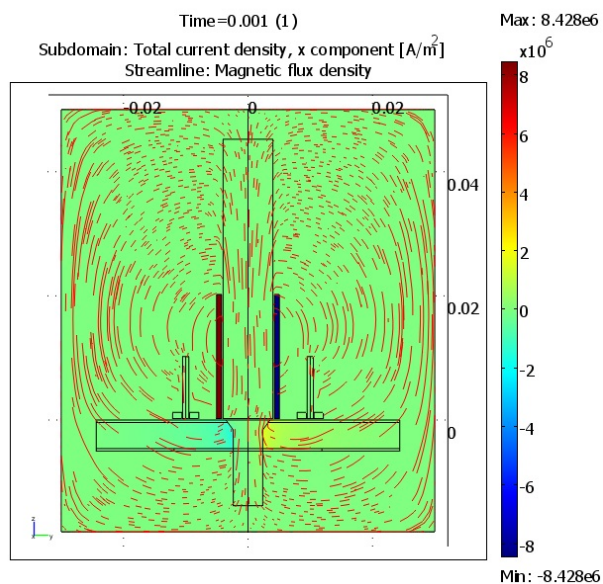 Time=0.001 (1)
Subdomain: Total current density, x component [A/m²]
Streamline: Magnetic flux density
Max: 8.428e6
x10⁶
8
6
4
2
0
-2
-4
-6
-8
Min: -8.428e6
-0.02 0 0.02
0.04
0.02
0
z
y